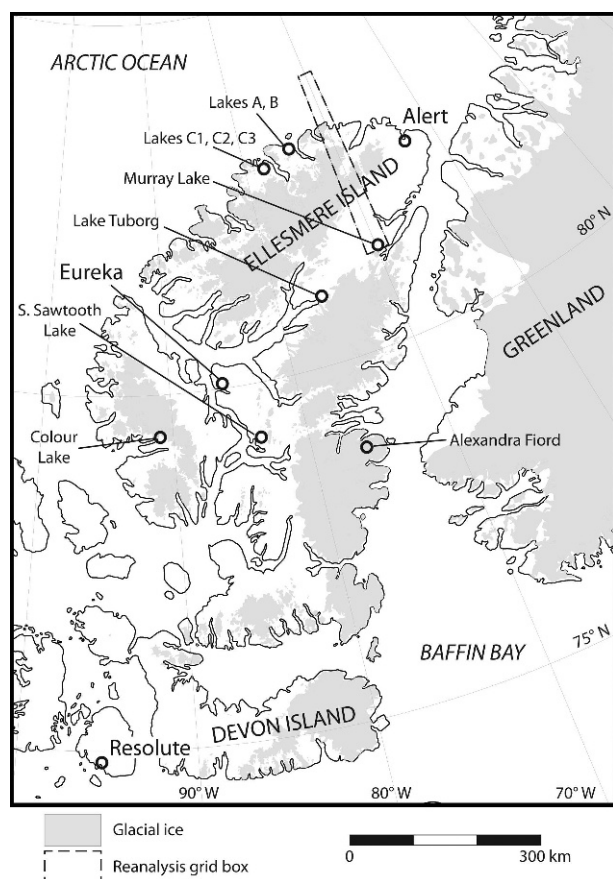 ARCTIC OCEAN
Lakes A, B
Alert
Lakes C1, C2, C3
Murray Lake
ELLESMERE ISLAND
80° N
Lake Tuborg
Eureka
GREENLAND
S. Sawtooth
Lake
Colour
Lake
Alexandra Fiord
75° N
BAFFIN BAY
DEVON ISLAND
Resolute
90° W
80° W
70° W
Glacial ice
0
300 km
Reanalysis grid box